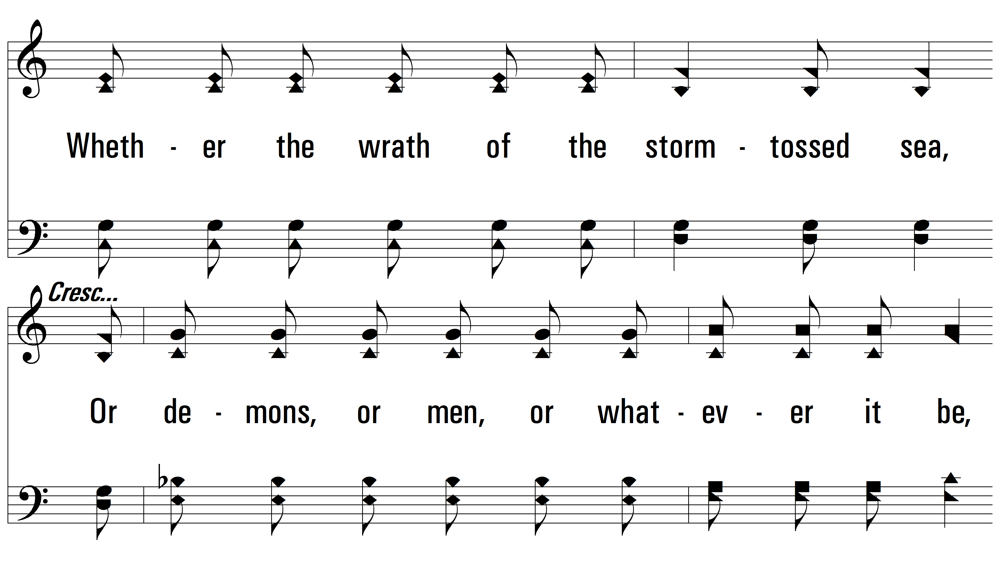 Wheth - er the wrath of the storm - tossed sea,
Cresc...
Or de - mons, or men, or what - ev - er it be,